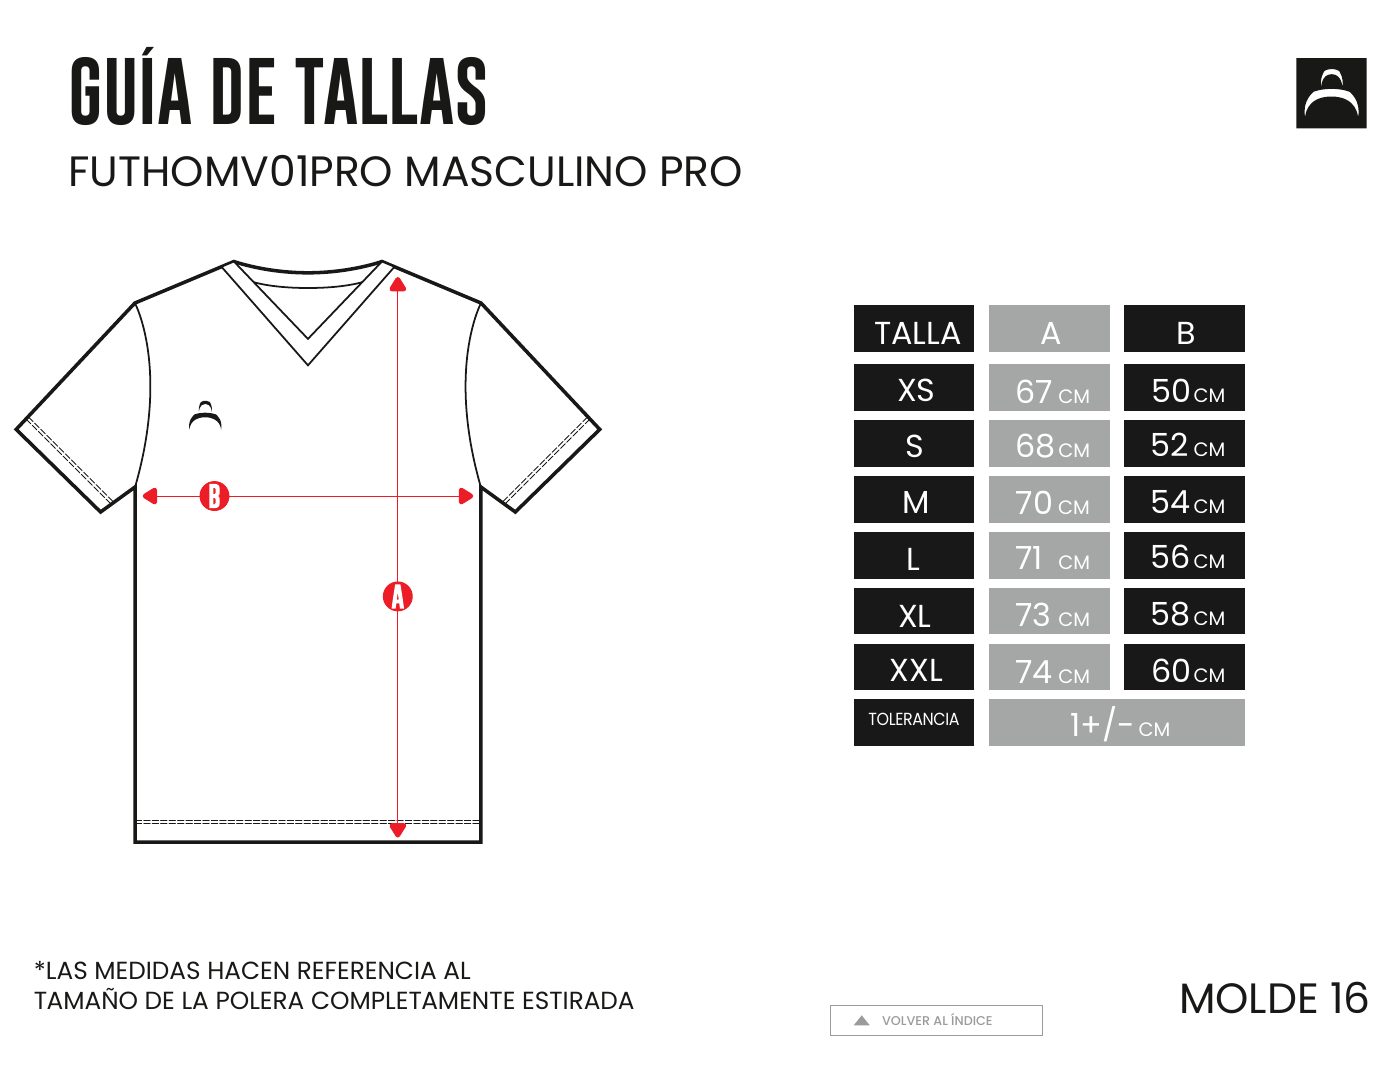 GUÍA DE TALLAS
FUTHOMV01PRO MASCULINO PRO
B
A
TALLA A B
XS 67 CM 50 CM
S 68 CM 52 CM
M 70 CM 54 CM
L 71 CM 56 CM
XL 73 CM 58 CM
XXL 74 CM 60 CM
TOLERANCIA 1+/- CM
*LAS MEDIDAS HACEN REFERENCIA AL
TAMAÑO DE LA POLERA COMPLETAMENTE ESTIRADA
VOLVER AL ÍNDICE
MOLDE 16